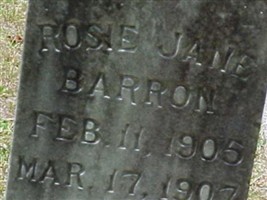 ROSIE JANE
BARRON
FEB. 11, 1905
MAR. 17, 1907